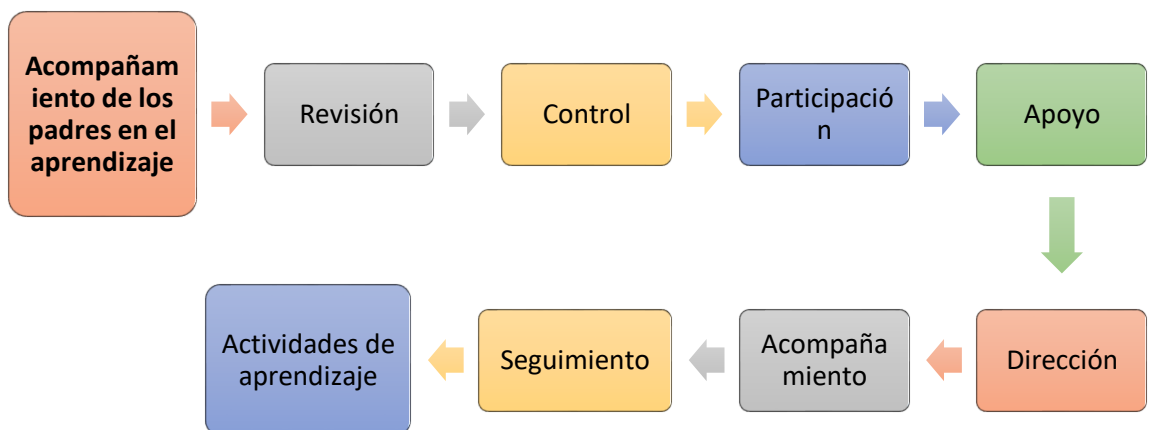 Acompañam
iento de los
padres en el
aprendizaje
Revisión
Control
Participació
n
Apoyo
Dirección
Acompaña
miento
Seguimiento
Actividades de
aprendizaje